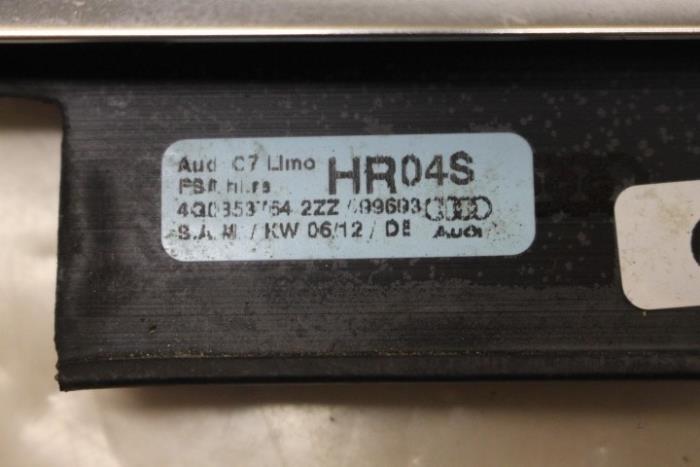 Audi C7 Limo
HR04S
4G0853764 2ZZ /
S.A.M. / KW 06/12 / DE
Audi